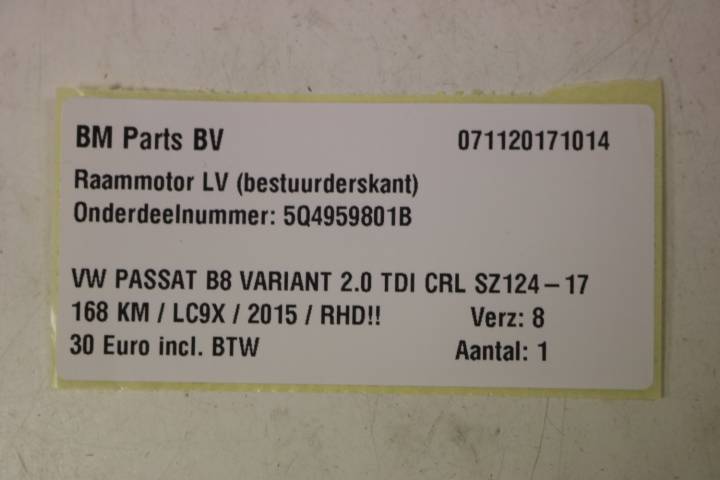 BM Parts BV 071120171014
Raammotor LV (bestuurderskant)
Onderdeelnummer: 5Q4959801B
VW PASSAT B8 VARIANT 2.0 TDI CRL SZ124-17
168 KM / LC9X / 2015 / RHD!! Verz: 8
30 Euro incl. BTW Aantal: 1